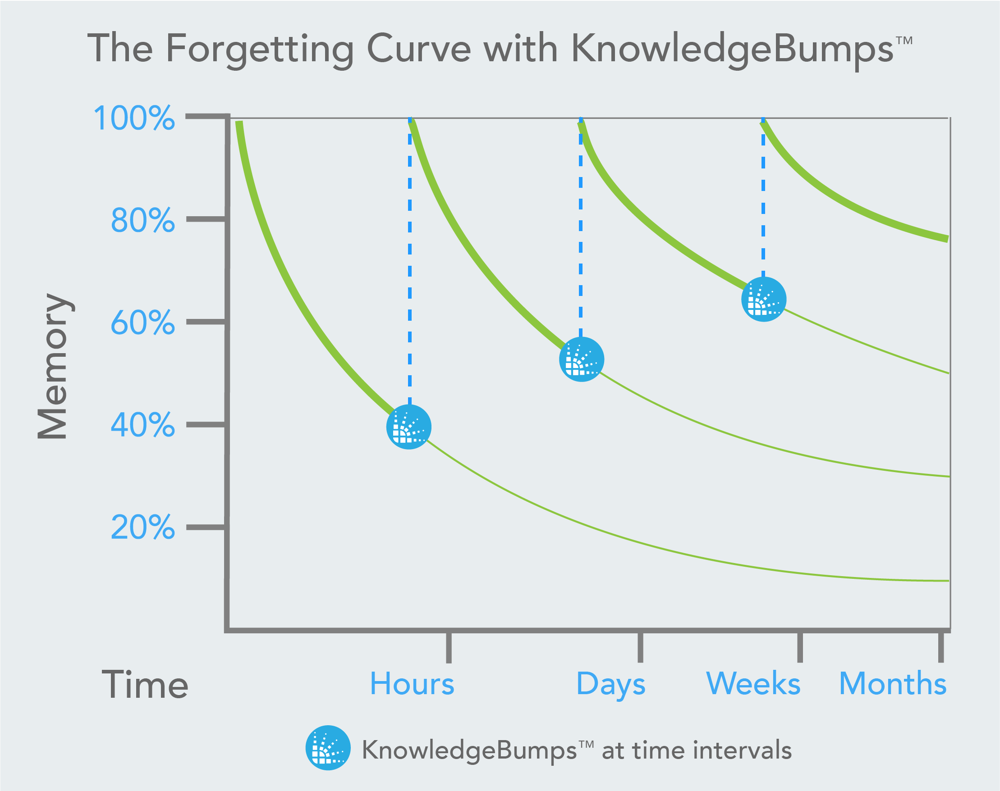 The Forgetting Curve with KnowledgeBumps™
100%
80%
60%
40%
20%
Memory
Time
Hours
Days
Weeks
Months
KnowledgeBumps™ at time intervals